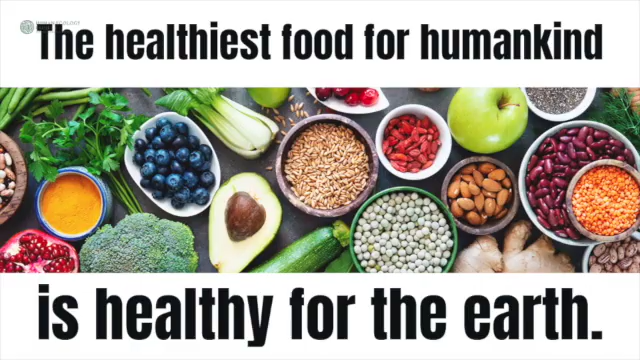 The healthiest food for humankind
is healthy for the earth.